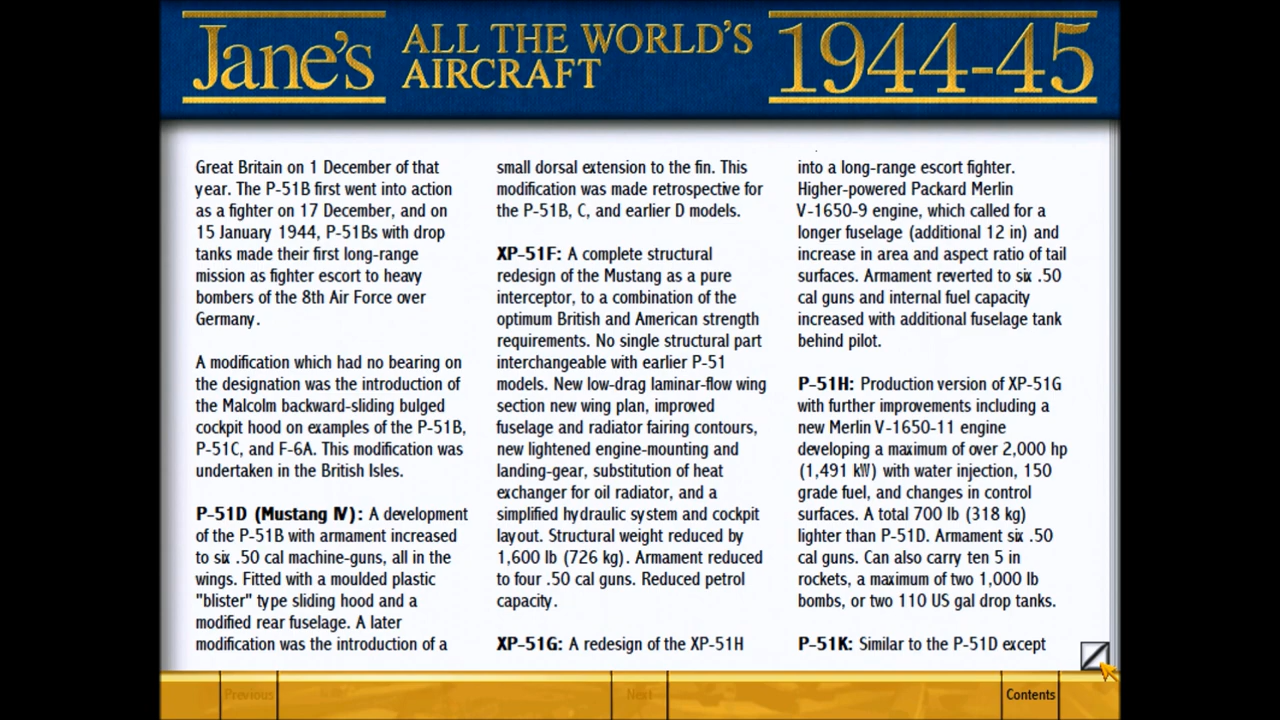 Jane's
ALL THE WORLD'S
AIRCRAFT
1944-45
Great Britain on 1 December of that
year. The P-51B first went into action
as a fighter on 17 December, and on
15 January 1944, P-51Bs with drop
tanks made their first long-range
mission as fighter escort to heavy
bombers of the 8th Air Force over
Germany.
A modification which had no bearing on
the designation was the introduction of
the Malcolm backward-sliding bulged
cockpit hood on examples of the P-51B,
P-51C, and F-6A. This modification was
undertaken in the British Isles.
P-51D (Mustang IV): A development
of the P-51B with armament increased
to six .50 cal machine-guns, all in the
wings. Fitted with a moulded plastic
"blister" type sliding hood and a
modified rear fuselage. A later
modification was the introduction of a
small dorsal extension to the fin. This
modification was made retrospective for
the P-51B, C, and earlier D models.
XP-51F: A complete structural
redesign of the Mustang as a pure
interceptor, to a combination of the
optimum British and American strength
requirements. No single structural part
interchangeable with earlier P-51
models. New low-drag laminar-flow wing
section new wing plan, improved
fuselage and radiator fairing contours,
new lightened engine-mounting and
landing-gear, substitution of heat
exchanger for oil radiator, and a
simplified hydraulic system and cockpit
layout. Structural weight reduced by
1,600 lb (726 kg). Armament reduced
to four .50 cal guns. Reduced petrol
capacity.
XP-51G: A redesign of the XP-51H
into a long-range escort fighter.
Higher-powered Packard Merlin
V-1650-9 engine, which called for a
longer fuselage (additional 12 in) and
increase in area and aspect ratio of tail
surfaces. Armament reverted to six .50
cal guns and internal fuel capacity
increased with additional fuselage tank
behind pilot.
P-51H: Production version of XP-51G
with further improvements including a
new Merlin V-1650-11 engine
developing a maximum of over 2,000 hp
(1,491 kW) with water injection, 150
grade fuel, and changes in control
surfaces. A total 700 lb (318 kg)
lighter than P-51D. Armament six .50
cal guns. Can also carry ten 5 in
rockets, a maximum of two 1,000 lb
bombs, or two 110 US gal drop tanks.
P-51K: Similar to the P-51D except
Previous
Next
Contents